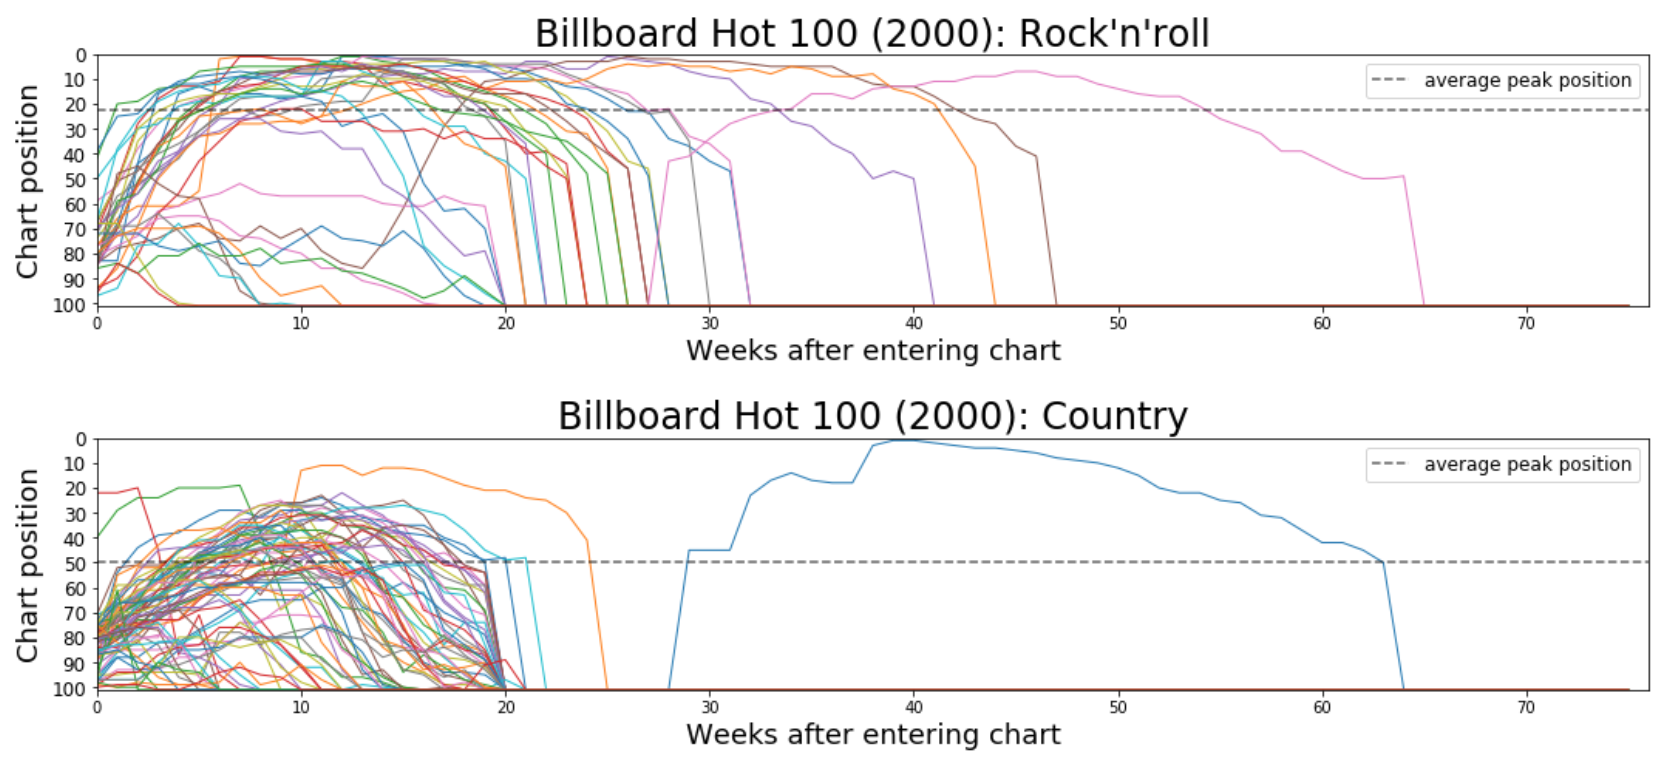 Billboard Hot 100 (2000): Rock'n'roll
0
10
20
30
40
50
60
70
80
90
100
Chart position
average peak position
0 10 20 30 40 50 60 70
Weeks after entering chart
Billboard Hot 100 (2000): Country
0
10
20
30
40
50
60
70
80
90
100
Chart position
average peak position
0 10 20 30 40 50 60 70
Weeks after entering chart